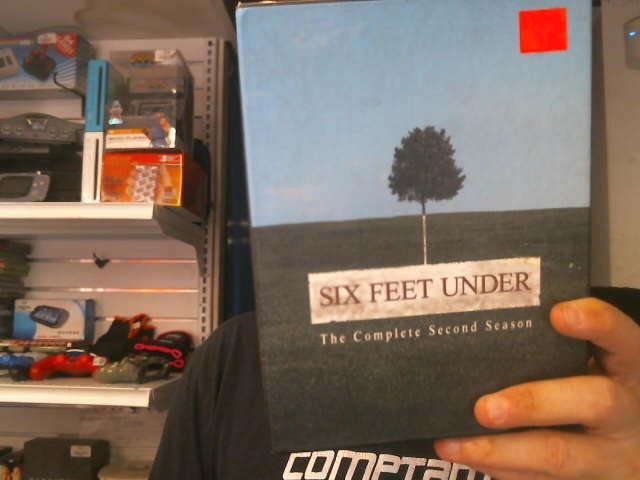 SIX FEET UNDER
The Complete Second Season